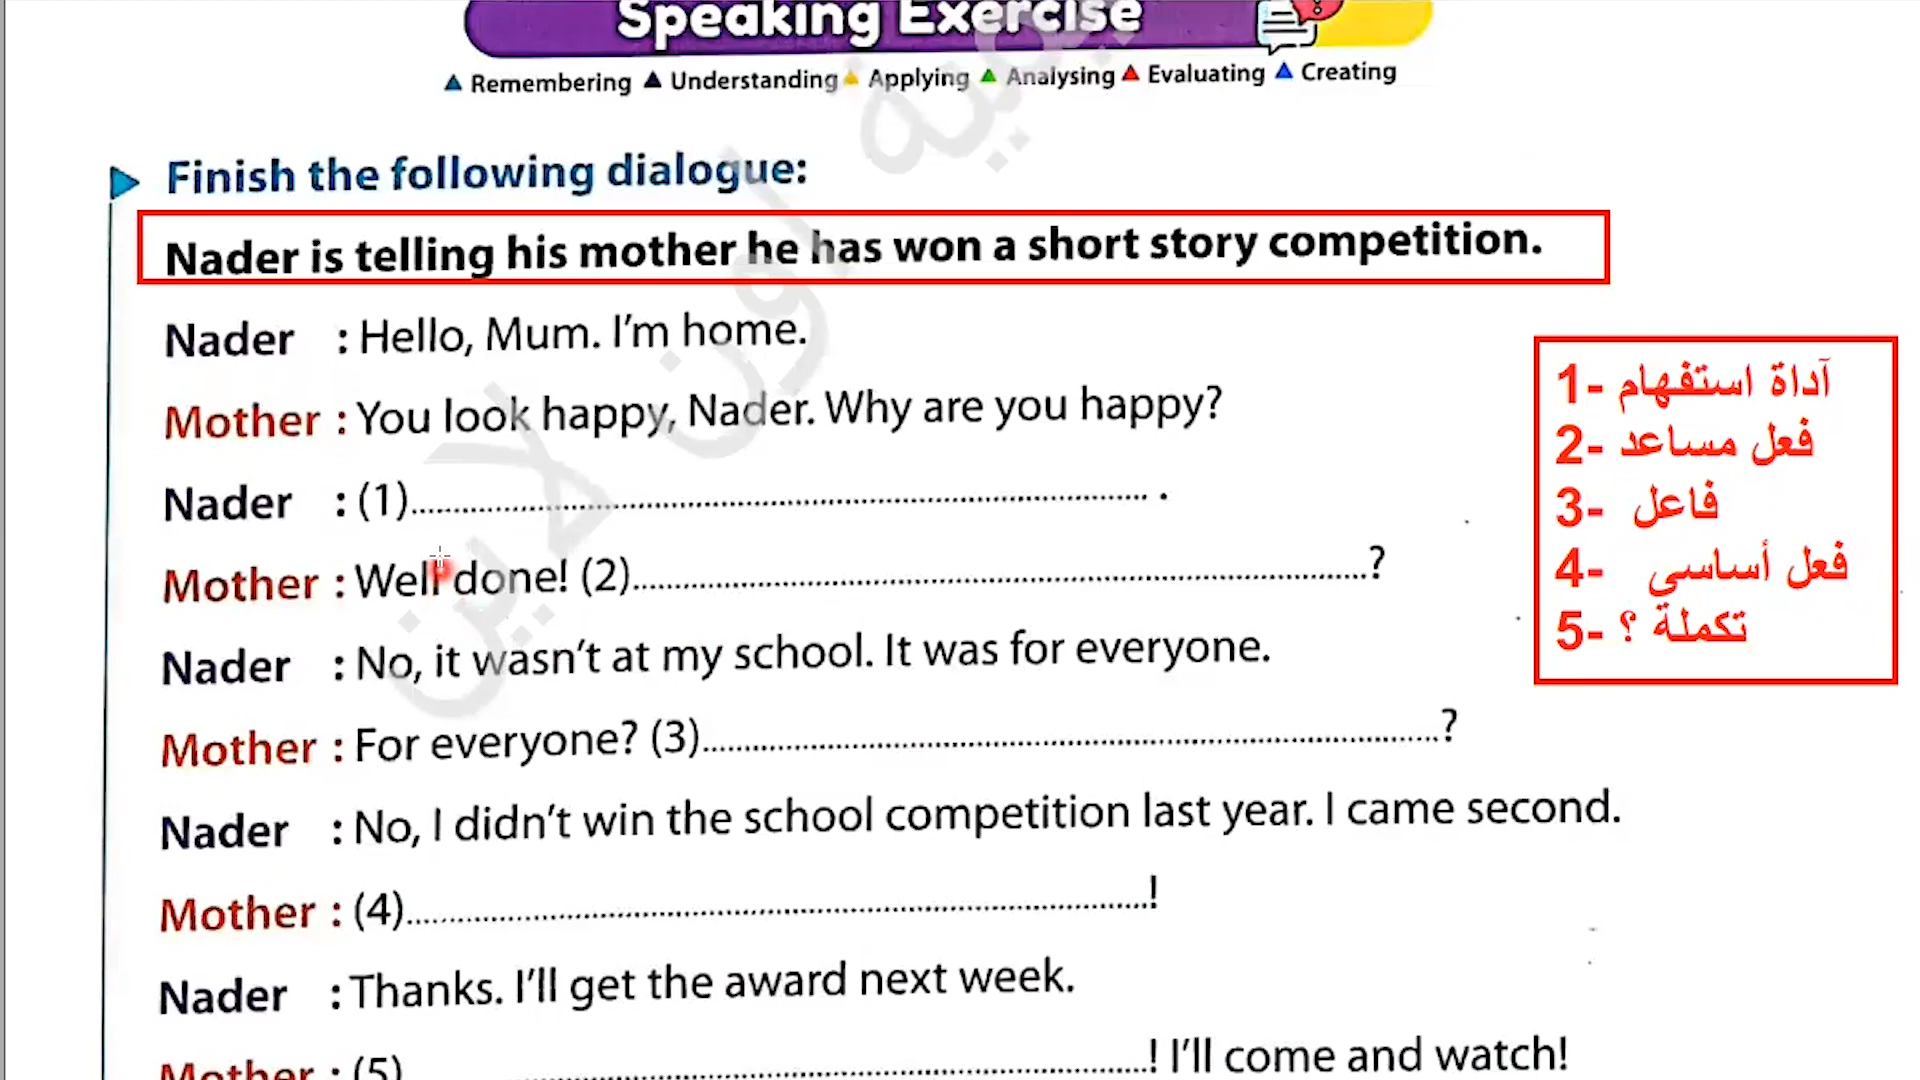 Speaking Exercise
Remembering Understanding Applying Analysing Evaluating Creating
Finish the following dialogue:
Nader is telling his mother he has won a short story competition.
Nader : Hello, Mum. I'm home.
Mother : You look happy, Nader. Why are you happy?
Nader : (1)........................ .
Mother : Well done! (2)........................?
Nader : No, it wasn't at my school. It was for everyone.
Mother : For everyone? (3)........................?
Nader : No, I didn't win the school competition last year. I came second.
Mother : (4)........................!
Nader : Thanks. I'll get the award next week.
Mother : (5)........................! I'll come and watch!
1- آداة استفهام
2- فعل مساعد
3- فاعل
4- فعل أساسي
5- تكملة ؟
اون لاين